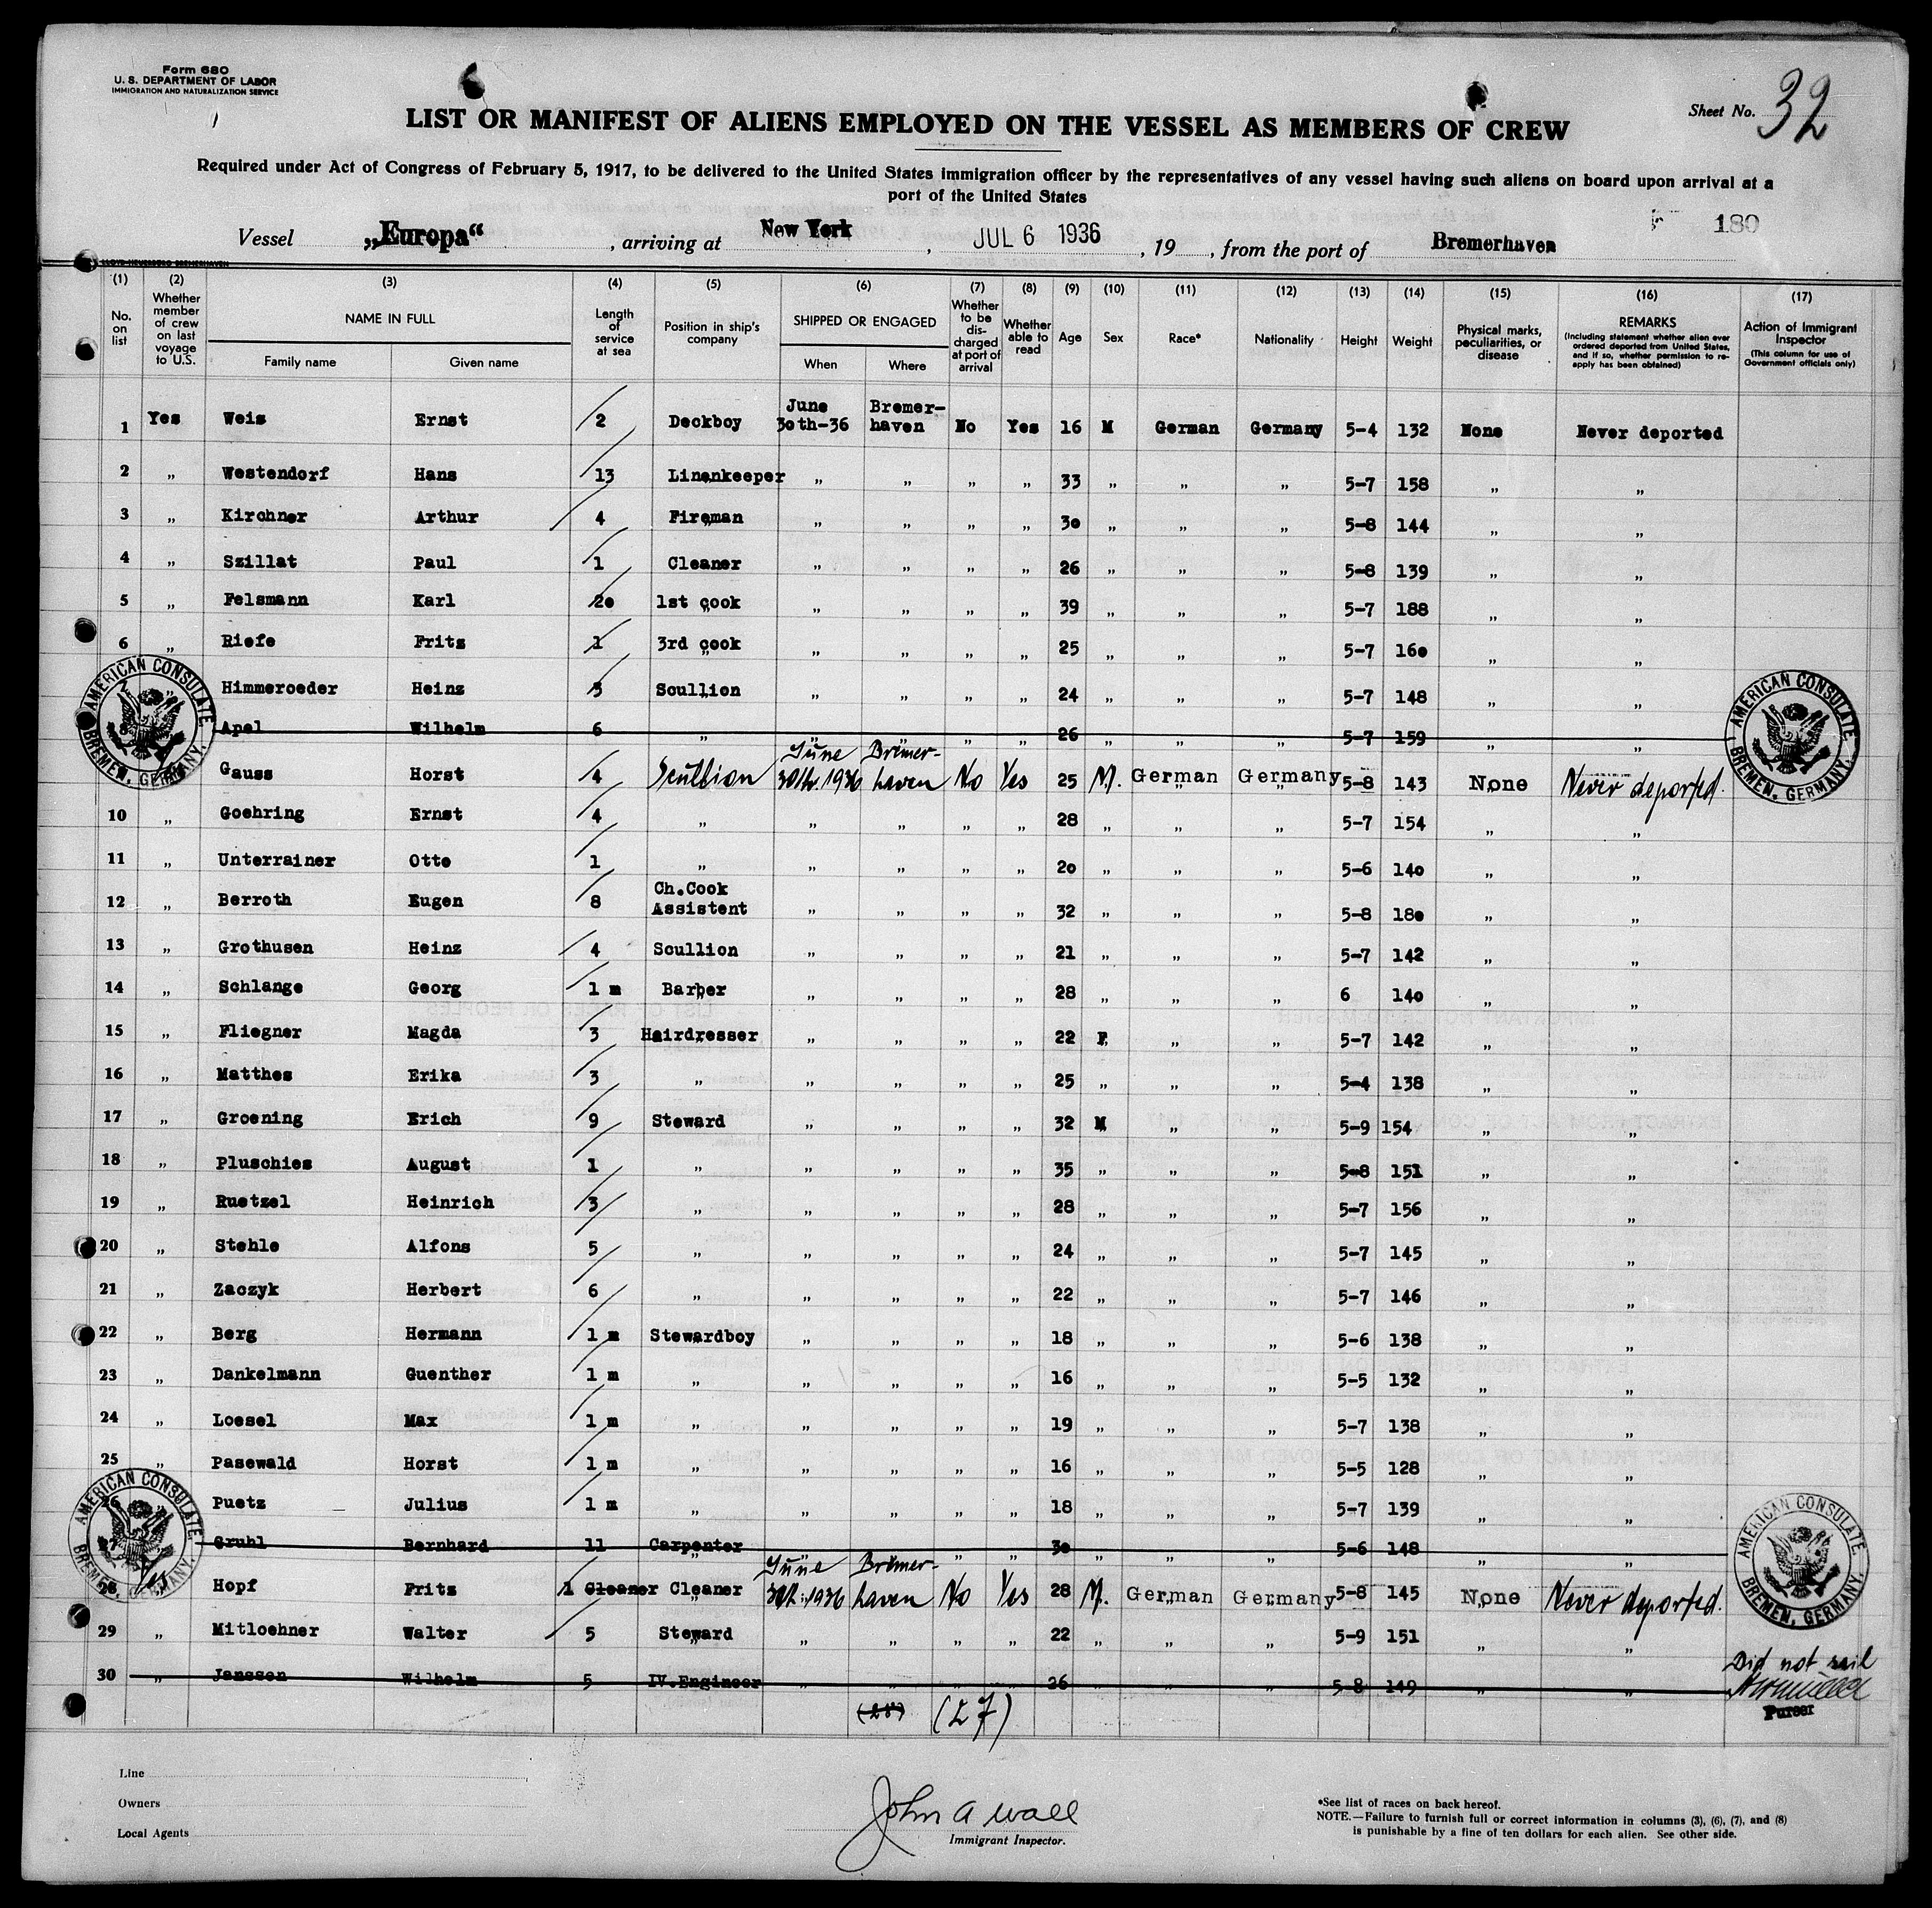 Form 680
U. S. DEPARTMENT OF LABOR
IMMIGRATION AND NATURALIZATION SERVICE
Sheet No. 32
LIST OR MANIFEST OF ALIENS EMPLOYED ON THE VESSEL AS MEMBERS OF CREW
Required under Act of Congress of February 5, 1917, to be delivered to the United States immigration officer by the representatives of any vessel having such aliens on board upon arrival at a
port of the United States
180
Vessel „Europa“, arriving at New York, JUL 6 1936, 19, from the port of Bremerhaven
(1) No. on list (2) Whether member of crew on last voyage to U.S. (3) NAME IN FULL Family name Given name (4) Length of service at sea (5) Position in ship's company (6) SHIPPED OR ENGAGED When Where (7) Whether to be discharged at port of arrival (8) Whether able to read (9) Age (10) Sex (11) Race* (12) Nationality (13) Height (14) Weight (15) Physical marks, peculiarities, or disease (16) REMARKS (Including statement whether alien ever ordered deported from United States, and if so, whether permission to reapply has been obtained) (17) Action of Immigrant Inspector (This column for use of Government officials only)
1 Yes Weis Ernst 2 Deckboy June 30th-36 Bremerhaven No Yes 16 M German Germany 5-4 132 None Never deported
2 „ Westendorf Hans 13 Linenkeeper „ „ „ „ 33 „ „ „ 5-7 158 „ „
3 „ Kirchner Arthur 4 Fireman „ „ „ „ 30 „ „ „ 5-8 144 „ „
4 „ Szillat Paul 1 Cleaner „ „ „ „ 26 „ „ „ 5-8 139 „ „
5 „ Felsmann Karl 20 1st cook „ „ „ „ 39 „ „ „ 5-7 188 „ „
6 „ Riefe Fritz 1 3rd cook „ „ „ „ 25 „ „ „ 5-7 160 „ „
Himmeroeder Heinz 3 Scullion „ „ „ „ 24 „ „ „ 5-7 148 „ „
8 Apel Wilhelm 6 „ „ „ „ „ 26 „ „ „ 5-7 159 „ „
Gauss Horst 4 Scullion June 30th.1936 Bremerhaven No Yes 25 M. German Germany 5-8 143 None Never deported.
10 „ Goehring Ernst 4 „ „ „ „ „ 28 „ „ „ 5-7 154 „ „
11 „ Unterrainer Otto 1 „ „ „ „ „ 20 „ „ „ 5-6 140 „ „
12 „ Berroth Eugen 8 Ch.Cook Assistent „ „ „ „ 32 „ „ „ 5-8 180 „ „
13 „ Grothusen Heinz 4 Scullion „ „ „ „ 21 „ „ „ 5-7 142 „ „
14 „ Schlange Georg 1 m Barber „ „ „ „ 28 „ „ „ 6 140 „ „
15 „ Fliegner Magda 3 Hairdresser „ „ „ „ 22 F „ „ 5-7 142 „ „
16 „ Matthes Erika 3 „ „ „ „ „ 25 „ „ „ 5-4 138 „ „
17 „ Groening Erich 9 Steward „ „ „ „ 32 M „ „ 5-9 154 „ „
18 „ Pluschies August 1 „ „ „ „ „ 35 „ „ „ 5-8 151 „ „
19 „ Ruetzel Heinrich 3 „ „ „ „ „ 28 „ „ „ 5-7 156 „ „
20 „ Stehle Alfons 5 „ „ „ „ „ 24 „ „ „ 5-7 145 „ „
21 „ Zaczyk Herbert 6 „ „ „ „ „ 22 „ „ „ 5-7 146 „ „
22 „ Berg Hermann 1 m Stewardboy „ „ „ „ 18 „ „ „ 5-6 138 „ „
23 „ Dankelmann Guenther 1 m „ „ „ „ „ 16 „ „ „ 5-5 132 „ „
24 „ Loesel Max 1 m „ „ „ „ „ 19 „ „ „ 5-7 138 „ „
25 „ Pasewald Horst 1 m „ „ „ „ „ 16 „ „ „ 5-5 128 „ „
26 Puetz Julius 1 m „ „ „ „ „ 18 „ „ „ 5-7 139 „ „
27 Gruhl Bernhard 11 Carpenter „ „ „ „ 30 „ „ „ 5-6 148 „ „
28 Yes Hopf Fritz 1 Cleaner Cleaner June 30th.1936 Bremerhaven No Yes 28 M. German Germany 5-8 145 None Never deported.
29 „ Mitloehner Walter 5 Steward „ „ „ „ 22 „ „ „ 5-9 151 „ „
30 „ Janssen Wilhelm 5 IV.Engineer „ „ „ „ 26 „ „ „ 5-8 149 „ „ Did not sail
Purser
(28) (27)
AMERICAN CONSULATE BREMEN, GERMANY.
AMERICAN CONSULATE BREMEN, GERMANY.
AMERICAN CONSULATE BREMEN, GERMANY.
AMERICAN CONSULATE BREMEN, GERMANY.
Line
Owners
Local Agents
John A Wall
Immigrant Inspector.
*See list of races on back hereof.
NOTE.—Failure to furnish full or correct information in columns (3), (6), (7), and (8)
is punishable by a fine of ten dollars for each alien. See other side.